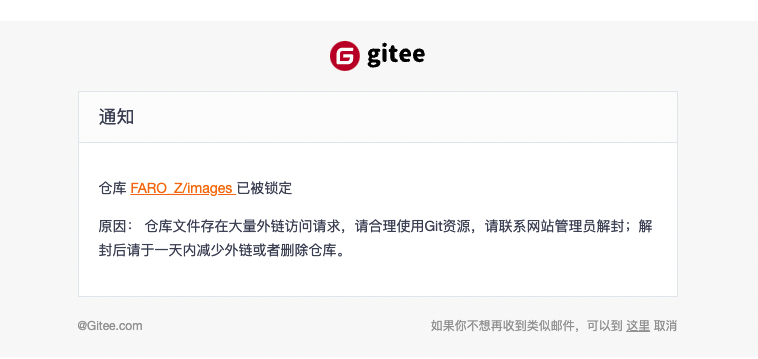 gitee
通知
仓库 FARO_Z/images 已被锁定
原因： 仓库文件存在大量外链访问请求，请合理使用Git资源，请联系网站管理员解封；解
封后请于一天内减少外链或者删除仓库。
@Gitee.com 如果你不想再收到类似邮件，可以到 这里 取消